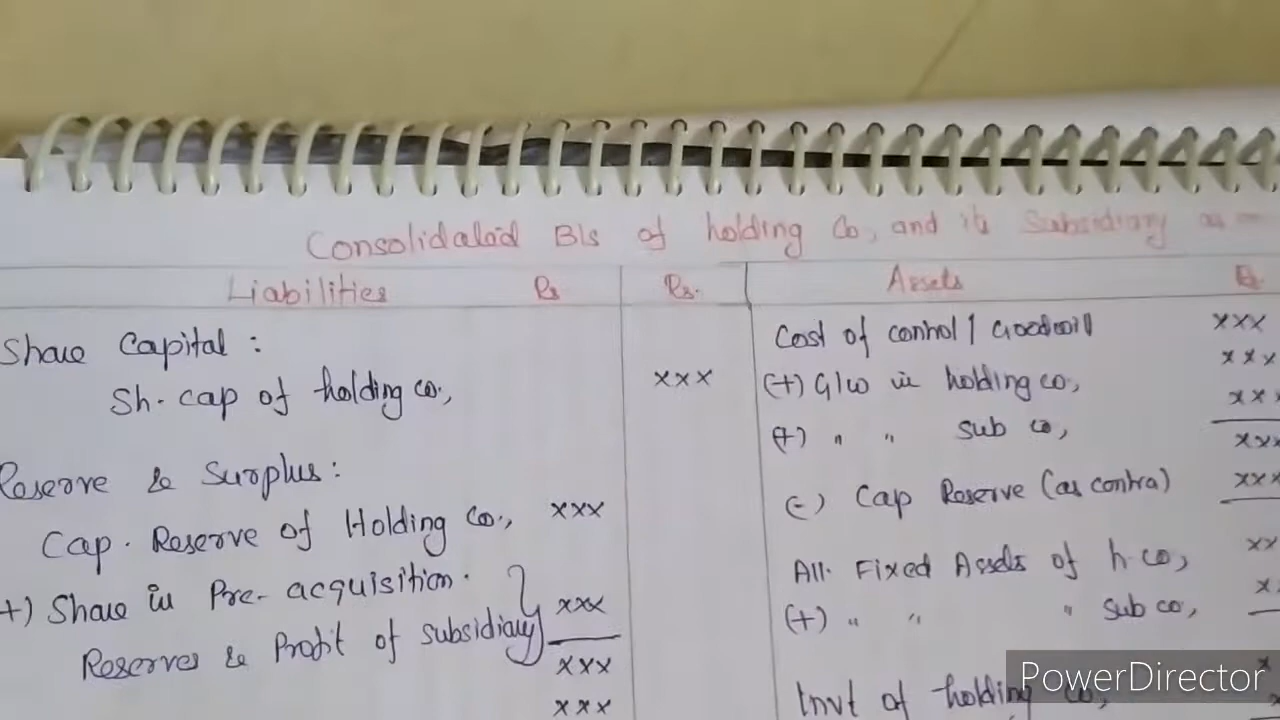 Consolidated B/s of holding Co, and its Subsidiary as on
Liabilities Rs Rs. Assets Rs.
Share Capital :
Sh. cap of holding co., xxx
Reserve & Surplus :
Cap. Reserve of Holding Co., xxx
+) Share in Pre-acquisition.
Reserves & Profit of subsidiary xxx
xxx
xxx
Cost of control / Goodwill xxx
(+) G/w in holding co, xxx
(+) " " sub co, xxx
xxx
(-) Cap Reserve (as contra) xxx
All. Fixed Assets of h. co, xx
(+) " " " sub co, x
Invt of holding co, x
PowerDirector